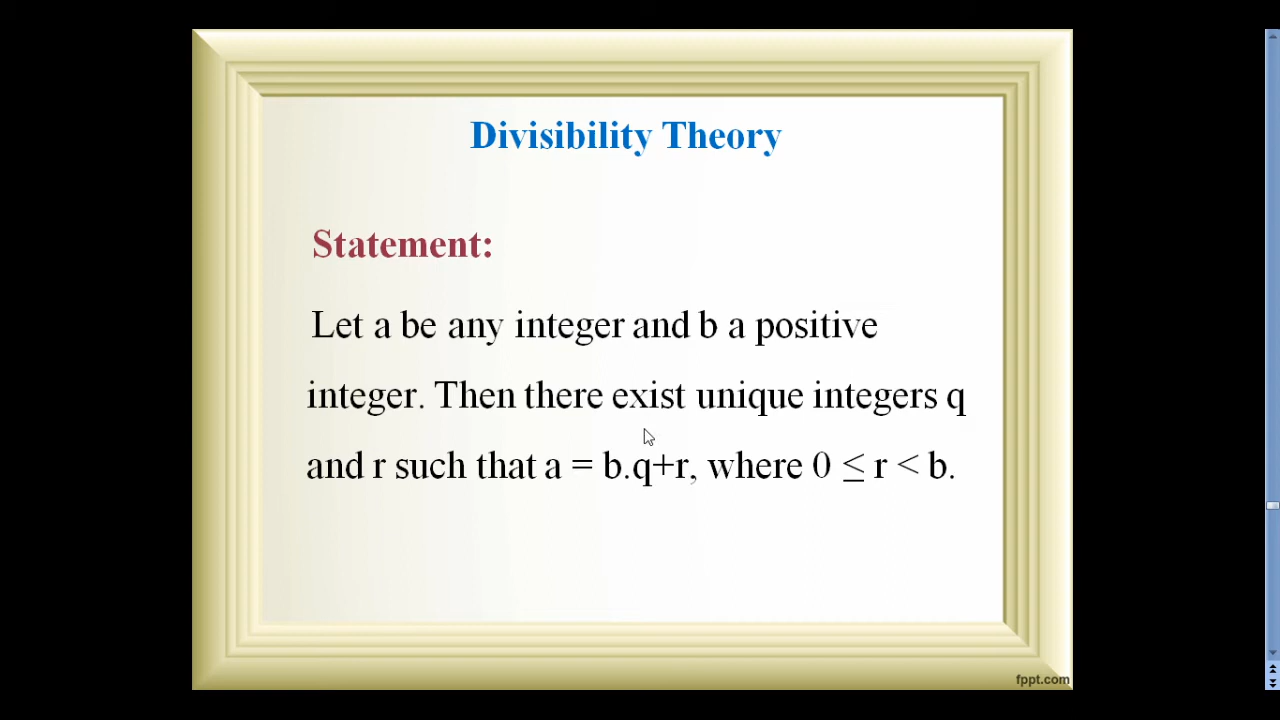 Divisibility Theory
Statement:
Let a be any integer and b a positive
integer. Then there exist unique integers q
and r such that a = b.q+r, where 0 ≤ r < b.
fppt.com